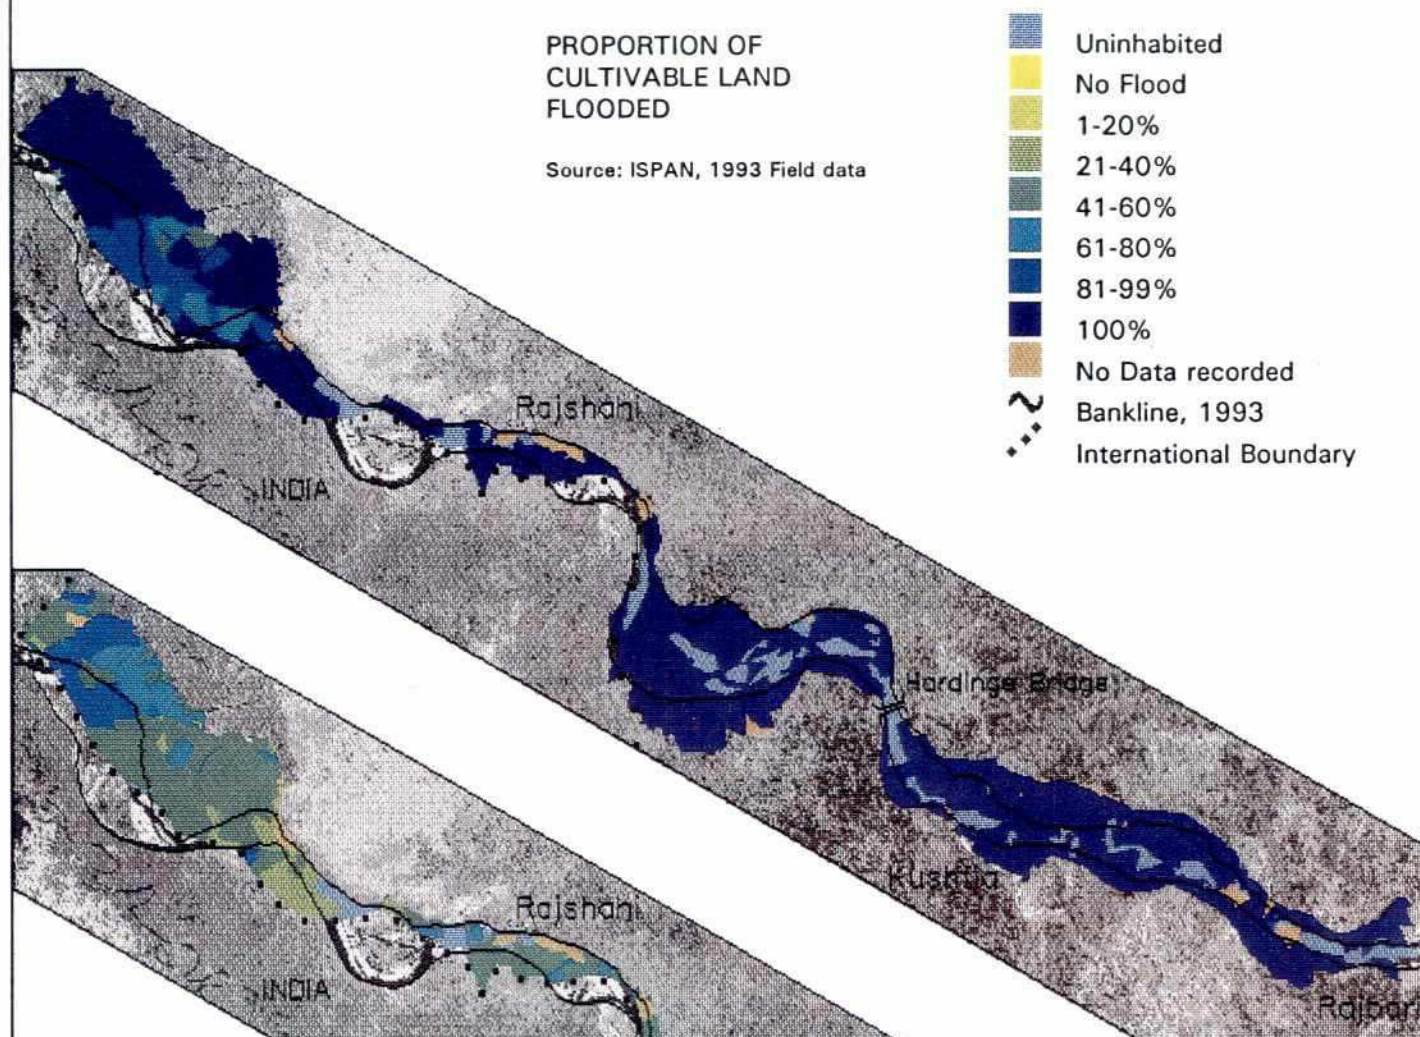 PROPORTION OF
CULTIVABLE LAND
FLOODED
Source: ISPAN, 1993 Field data
Uninhabited
No Flood
1-20%
21-40%
41-60%
61-80%
81-99%
100%
No Data recorded
Bankline, 1993
International Boundary
Rajshahi
INDIA
Hardinge Bridge
Kushtia
Rajbari
Rajshahi
INDIA